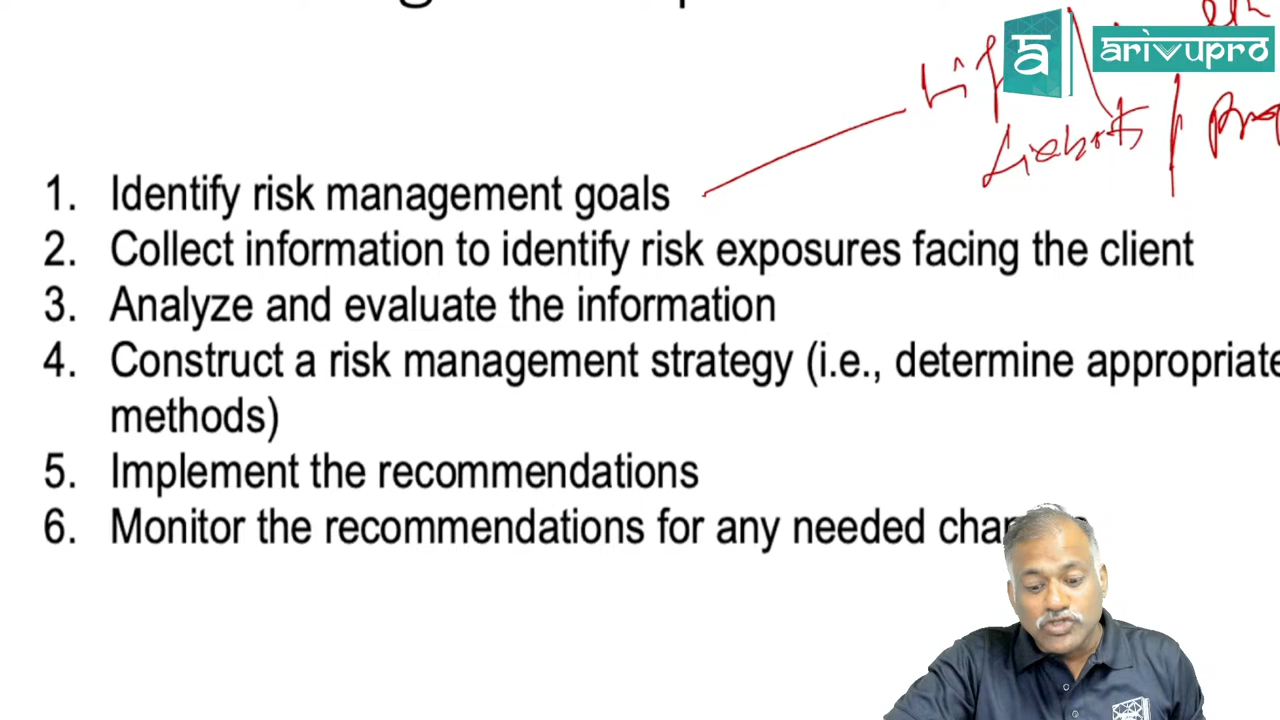 arivupro
1. Identify risk management goals
2. Collect information to identify risk exposures facing the client
3. Analyze and evaluate the information
4. Construct a risk management strategy (i.e., determine appropriate
methods)
5. Implement the recommendations
6. Monitor the recommendations for any needed